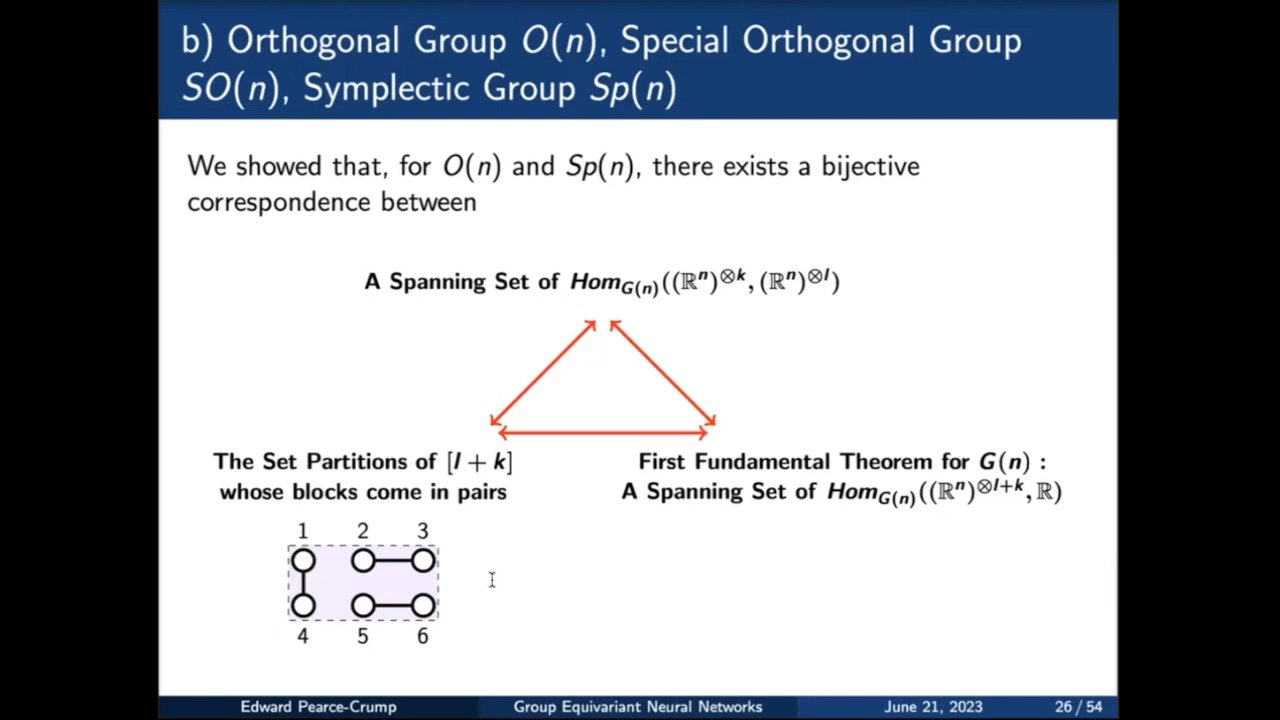 b) Orthogonal Group O(n), Special Orthogonal Group
SO(n), Symplectic Group Sp(n)
We showed that, for O(n) and Sp(n), there exists a bijective
correspondence between
A Spanning Set of Hom_{G(n)}((ℝⁿ)^{⊗k}, (ℝⁿ)^{⊗l})
The Set Partitions of [l + k]
whose blocks come in pairs
First Fundamental Theorem for G(n) :
A Spanning Set of Hom_{G(n)}((ℝⁿ)^{⊗l+k}, ℝ)
1 2 3
4 5 6
Edward Pearce-Crump Group Equivariant Neural Networks June 21, 2023 26 / 54